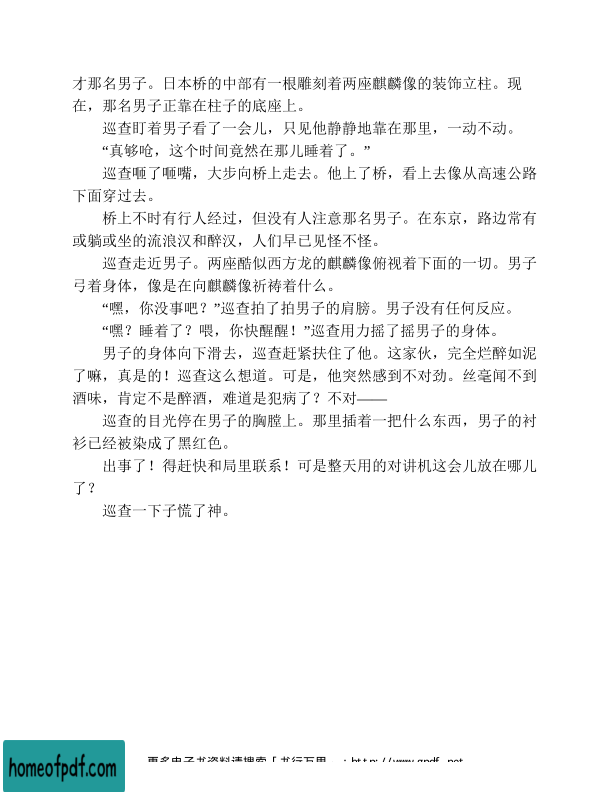 才那名男子。日本桥的中部有一根雕刻着两座麒麟像的装饰立柱。现
在，那名男子正靠在柱子的底座上。
巡查盯着男子看了一会儿，只见他静静地靠在那里，一动不动。
“真够呛，这个时间竟然在那儿睡着了。”
巡查咂了咂嘴，大步向桥上走去。他上了桥，看上去像从高速公路
下面穿过去。
桥上不时有行人经过，但没有人注意那名男子。在东京，路边常有
或躺或坐的流浪汉和醉汉，人们早已见怪不怪。
巡查走近男子。两座酷似西方龙的麒麟像俯视着下面的一切。男子
弓着身体，像是在向麒麟像祈祷着什么。
“嘿，你没事吧？”巡查拍了拍男子的肩膀。男子没有任何反应。
“嘿？睡着了？喂，你快醒醒！”巡查用力摇了摇男子的身体。
男子的身体向下滑去，巡查赶紧扶住了他。这家伙，完全烂醉如泥
了嘛，真是的！巡查这么想道。可是，他突然感到不对劲。丝毫闻不到
酒味，肯定不是醉酒，难道是犯病了？不对——
巡查的目光停在男子的胸膛上。那里插着一把什么东西，男子的衬
衫已经被染成了黑红色。
出事了！得赶快和局里联系！可是整天用的对讲机这会儿放在哪儿
了？
巡查一下子慌了神。
更多电子书资料请搜索「书行万里
homeofpdf.com